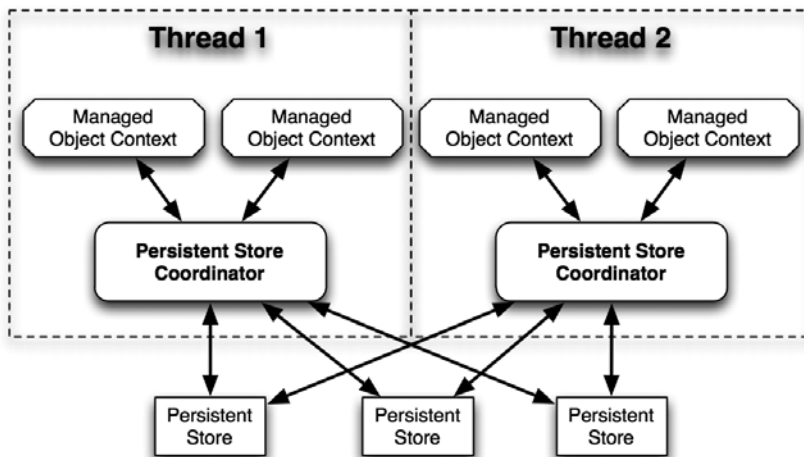 Thread 1
Thread 2
Managed
Object Context
Managed
Object Context
Managed
Object Context
Managed
Object Context
Persistent Store
Coordinator
Persistent Store
Coordinator
Persistent
Store
Persistent
Store
Persistent
Store